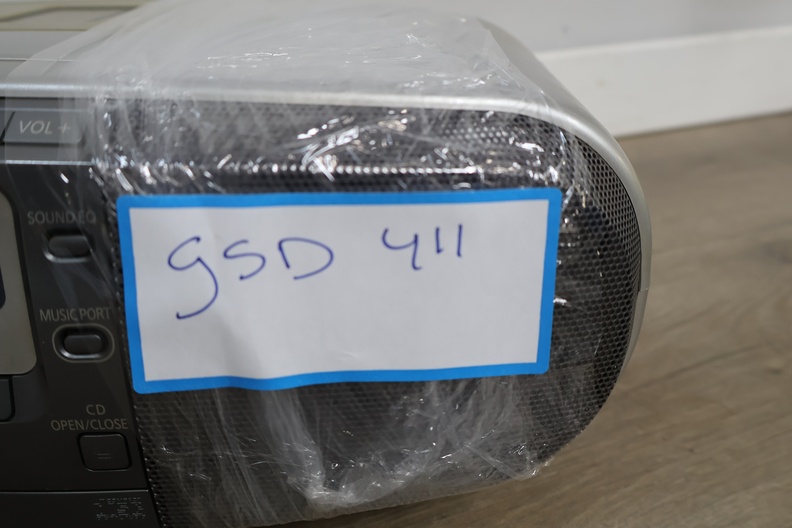 VOL +
SOUND EQ
gSD 411
MUSIC PORT
CD
OPEN/CLOSE